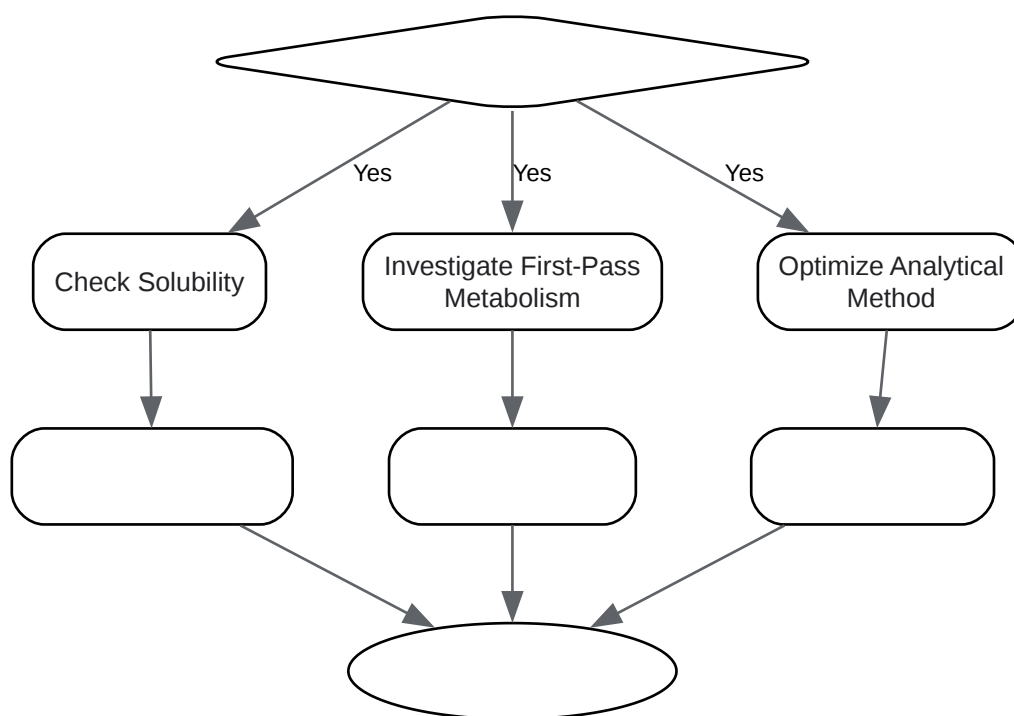 Yes
Yes
Yes
Check Solubility
Investigate First-Pass
Metabolism
Optimize Analytical
Method